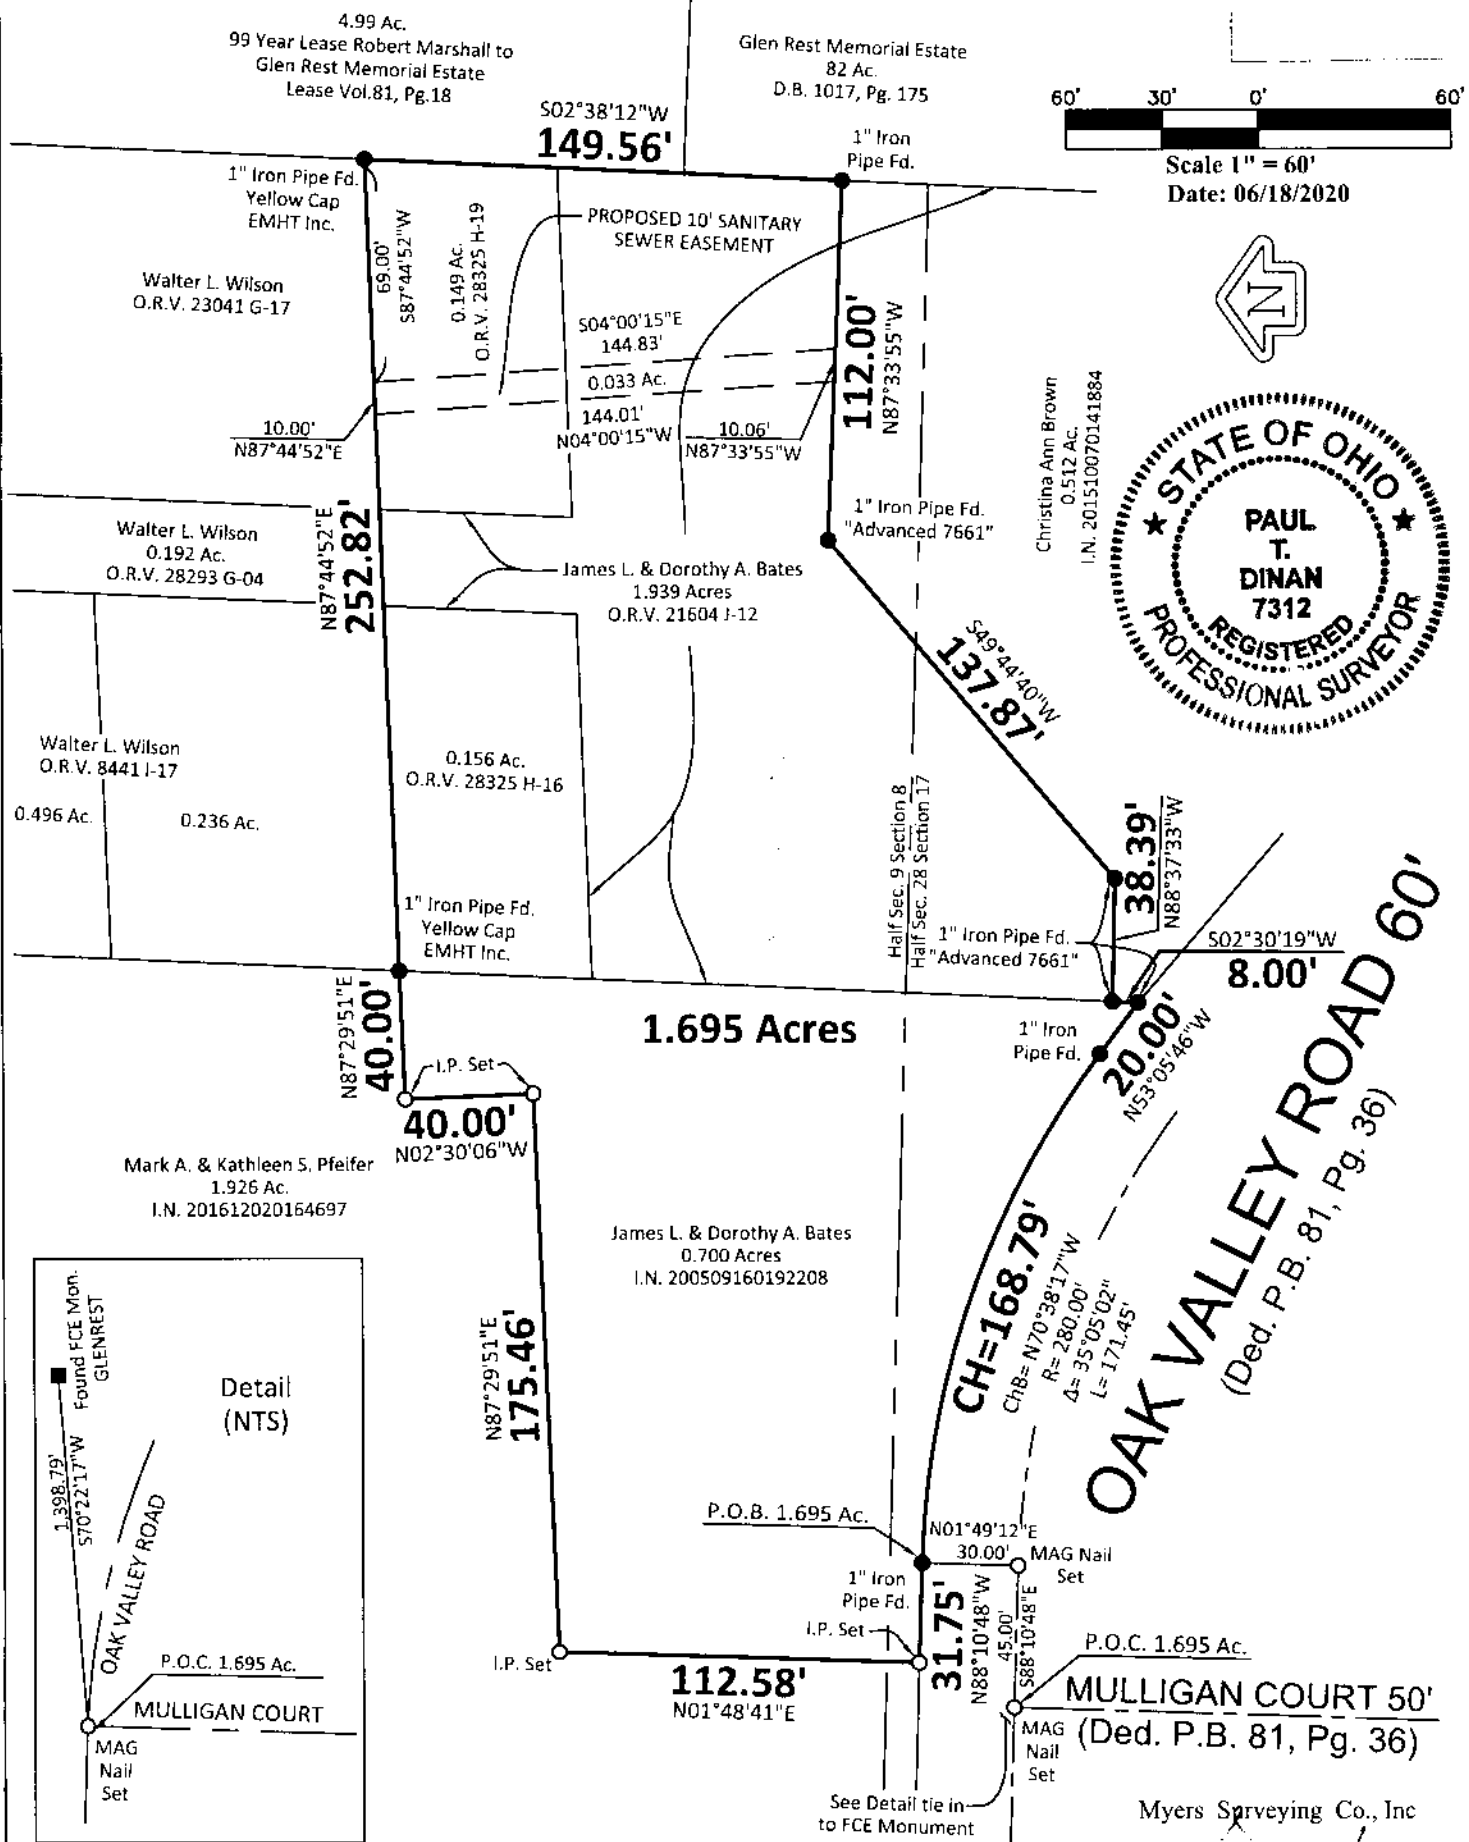 4.99 Ac.
99 Year Lease Robert Marshall to
Glen Rest Memorial Estate
Lease Vol.81, Pg.18
Glen Rest Memorial Estate
82 Ac.
D.B. 1017, Pg. 175
60' 30' 0' 60'
Scale 1" = 60'
Date: 06/18/2020
N
S02°38'12"W
149.56'
1" Iron
Pipe Fd.
1" Iron Pipe Fd.
Yellow Cap
EMHT Inc.
69.00'
S87°44'52"W
0.149 Ac.
O.R.V. 28325 H-19
PROPOSED 10' SANITARY
SEWER EASEMENT
Walter L. Wilson
O.R.V. 23041 G-17
S04°00'15"E
144.83'
0.033 Ac.
144.01'
N04°00'15"W
10.00'
N87°44'52"E
10.06'
N87°33'55"W
112.00'
N87°33'55"W
Christina Ann Brown
0.512 Ac.
I.N. 201510070141884
STATE OF OHIO
PAUL
T.
DINAN
7312
REGISTERED
PROFESSIONAL SURVEYOR
1" Iron Pipe Fd.
"Advanced 7661"
N87°44'52"E
252.82'
Walter L. Wilson
0.192 Ac.
O.R.V. 28293 G-04
James L. & Dorothy A. Bates
1.939 Acres
O.R.V. 21604 J-12
S49°44'40"W
137.87'
Walter L. Wilson
O.R.V. 8441 I-17
0.496 Ac.
0.236 Ac.
0.156 Ac.
O.R.V. 28325 H-16
Half Sec. 9 Section 8
Half Sec. 28 Section 17
38.39'
N88°37'33"W
1" Iron Pipe Fd.
Yellow Cap
EMHT Inc.
1" Iron Pipe Fd.
"Advanced 7661"
S02°30'19"W
8.00'
N87°29'51"E
40.00'
1.695 Acres
1" Iron
Pipe Fd.
20.00'
N53°05'46"W
OAK VALLEY ROAD 60'
(Ded. P.B. 81, Pg. 36)
I.P. Set
40.00'
N02°30'06"W
Mark A. & Kathleen S. Pfeifer
1.926 Ac.
I.N. 201612020164697
James L. & Dorothy A. Bates
0.700 Acres
I.N. 200509160192208
CH=168.79'
ChB= N70°38'17"W
R= 280.00'
Δ= 35°05'02"
L= 171.45'
N87°29'51"E
175.46'
Found FCE Mon.
GLENREST
Detail
(NTS)
1,398.79'
S70°22'17"W
OAK VALLEY ROAD
P.O.C. 1.695 Ac.
MULLIGAN COURT
MAG
Nail
Set
P.O.B. 1.695 Ac.
N01°49'12"E
30.00'
MAG Nail
Set
1" Iron
Pipe Fd.
I.P. Set
31.75'
N88°10'48"W
45.00'
S88°10'48"E
I.P. Set
112.58'
N01°48'41"E
P.O.C. 1.695 Ac.
MULLIGAN COURT 50'
(Ded. P.B. 81, Pg. 36)
MAG
Nail
Set
See Detail tie in
to FCE Monument
Myers Surveying Co., Inc